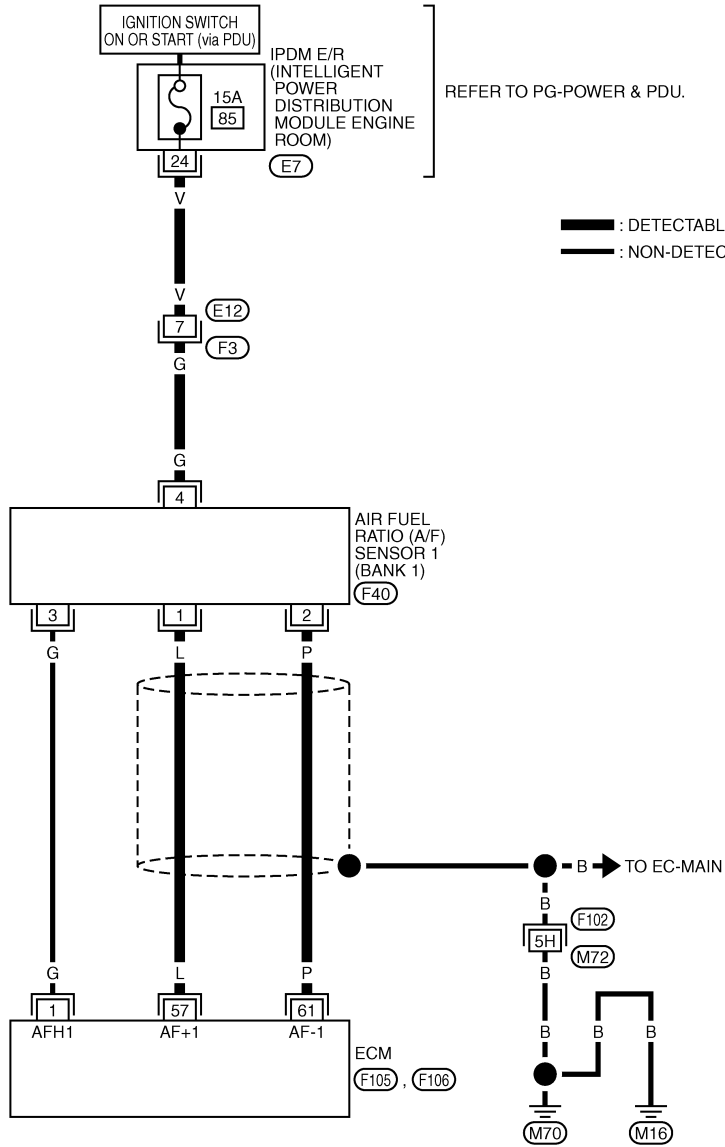 IGNITION SWITCH
ON OR START (via PDU)
IPDM E/R
(INTELLIGENT
POWER
DISTRIBUTION
MODULE ENGINE
ROOM)
15A
85
REFER TO PG-POWER & PDU.
24
E7
V
: DETECTABL
: NON-DETEC
V
E12
7
F3
G
G
4
AIR FUEL
RATIO (A/F)
SENSOR 1
(BANK 1)
F40
3 1 2
G L P
B TO EC-MAIN
B
F102
5H
M72
G L P B
1 57 61
AFH1 AF+1 AF-1 B B B
ECM
F105 , F106
M70 M16